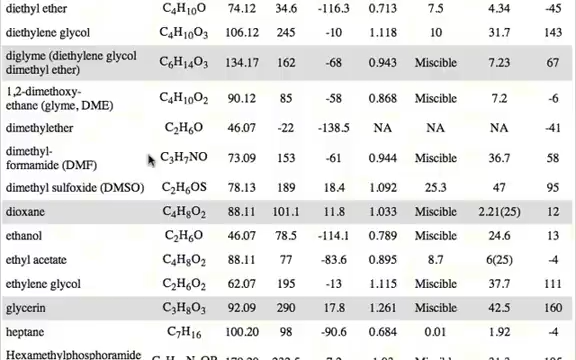 diethyl ether C4H10O 74.12 34.6 -116.3 0.713 7.5 4.34 -45
diethylene glycol C4H10O3 106.12 245 -10 1.118 10 31.7 143
diglyme (diethylene glycol
dimethyl ether) C6H14O3 134.17 162 -68 0.943 Miscible 7.23 67
1,2-dimethoxy-
ethane (glyme, DME) C4H10O2 90.12 85 -58 0.868 Miscible 7.2 -6
dimethylether C2H6O 46.07 -22 -138.5 NA NA NA -41
dimethyl-
formamide (DMF) C3H7NO 73.09 153 -61 0.944 Miscible 36.7 58
dimethyl sulfoxide (DMSO) C2H6OS 78.13 189 18.4 1.092 25.3 47 95
dioxane C4H8O2 88.11 101.1 11.8 1.033 Miscible 2.21(25) 12
ethanol C2H6O 46.07 78.5 -114.1 0.789 Miscible 24.6 13
ethyl acetate C4H8O2 88.11 77 -83.6 0.895 8.7 6(25) -4
ethylene glycol C2H6O2 62.07 195 -13 1.115 Miscible 37.7 111
glycerin C3H8O3 92.09 290 17.8 1.261 Miscible 42.5 160
heptane C7H16 100.20 98 -90.6 0.684 0.01 1.92 -4
Hexamethylphosphoramide